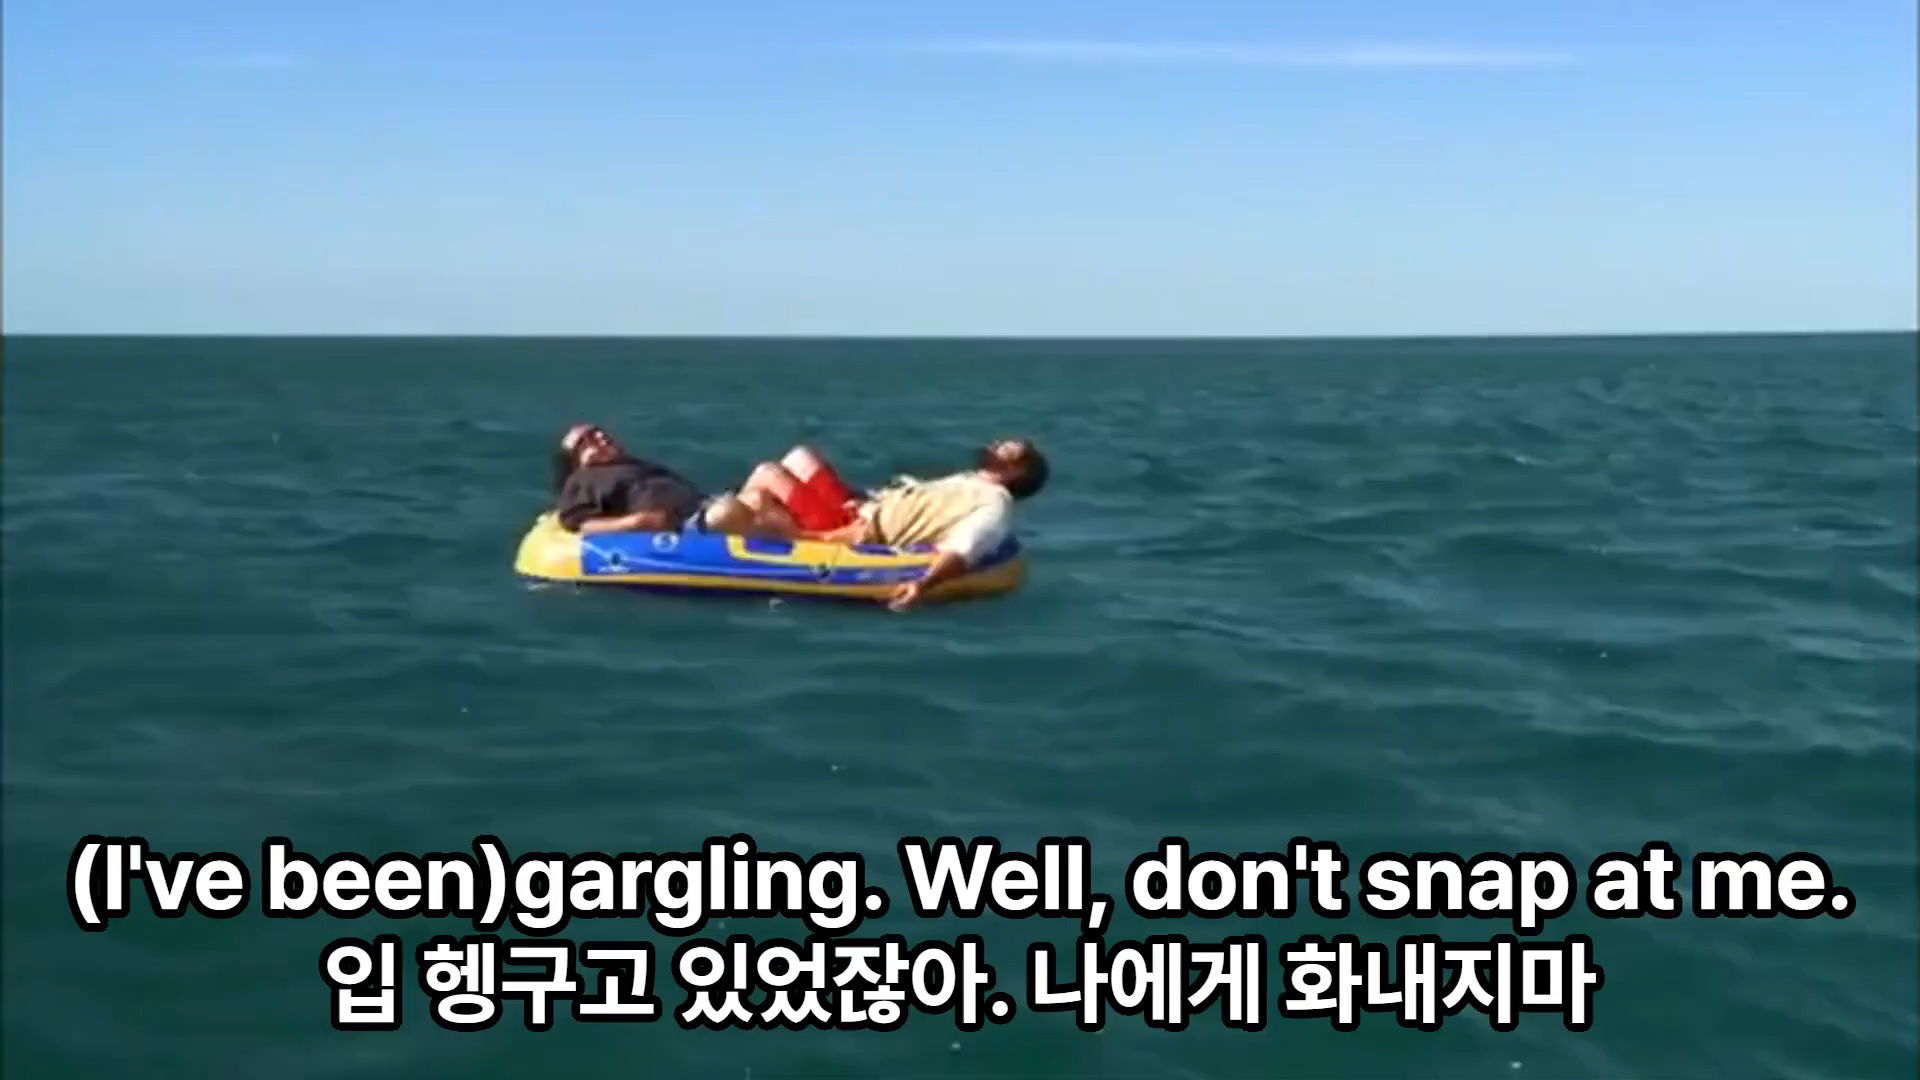 (I've been)gargling. Well, don't snap at me.
입 헹구고 있었잖아. 나에게 화내지마